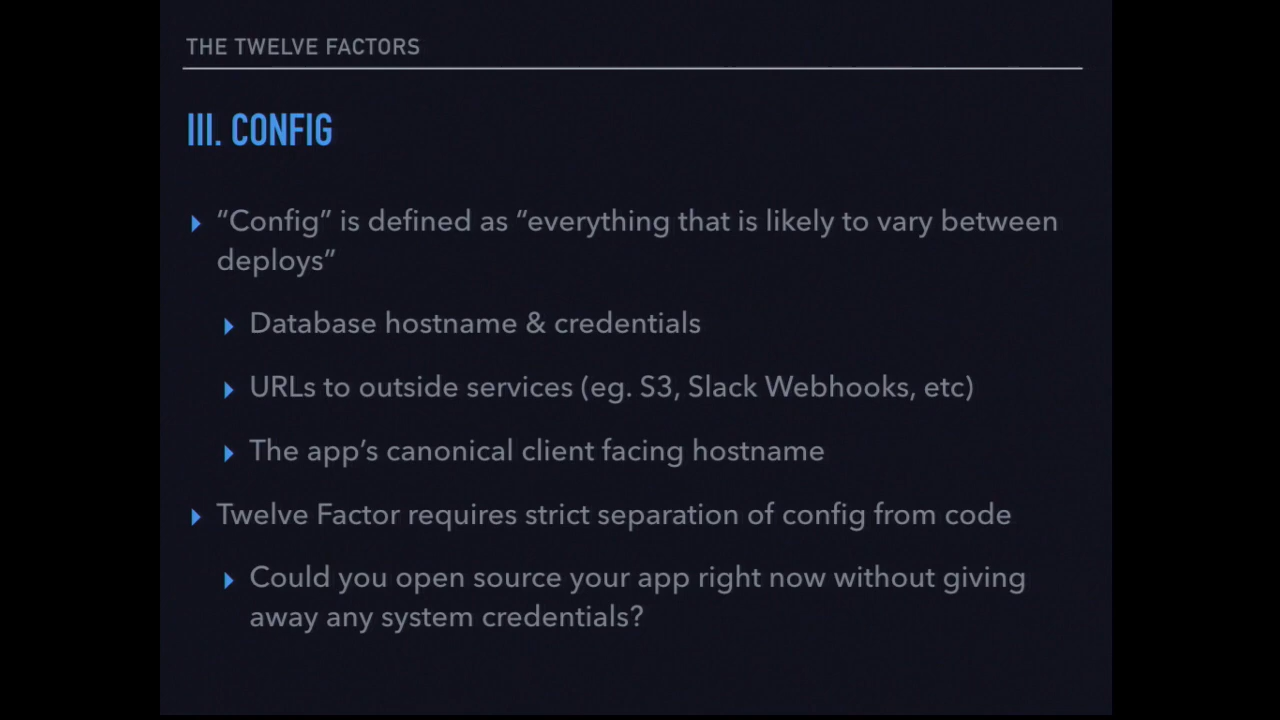 THE TWELVE FACTORS
III. CONFIG
“Config” is defined as “everything that is likely to vary between
deploys”
Database hostname & credentials
URLs to outside services (eg. S3, Slack Webhooks, etc)
The app’s canonical client facing hostname
Twelve Factor requires strict separation of config from code
Could you open source your app right now without giving
away any system credentials?